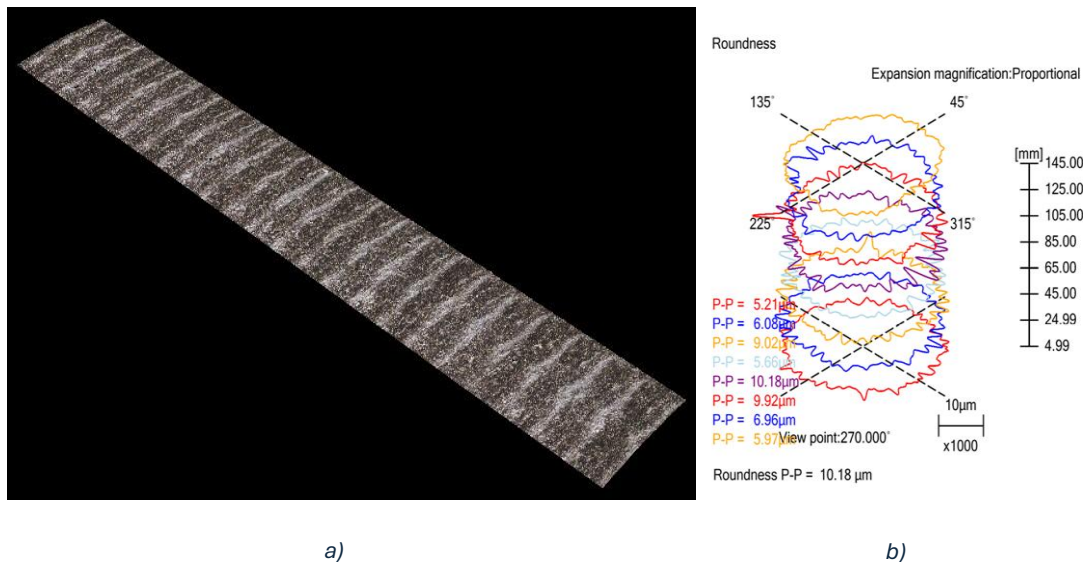 Roundness
Expansion magnification:Proportional
135°
45°
[mm]
145.00
125.00
105.00
225°
315°
85.00
65.00
45.00
P-P = 5.21µm
P-P = 6.08µm
24.99
P-P = 9.02µm
4.99
P-P = 5.66µm
P-P = 10.18µm
P-P = 9.92µm
10µm
P-P = 6.96µm
P-P = 5.97µm
View point:270.000°
x1000
Roundness P-P = 10.18 µm
a)
b)